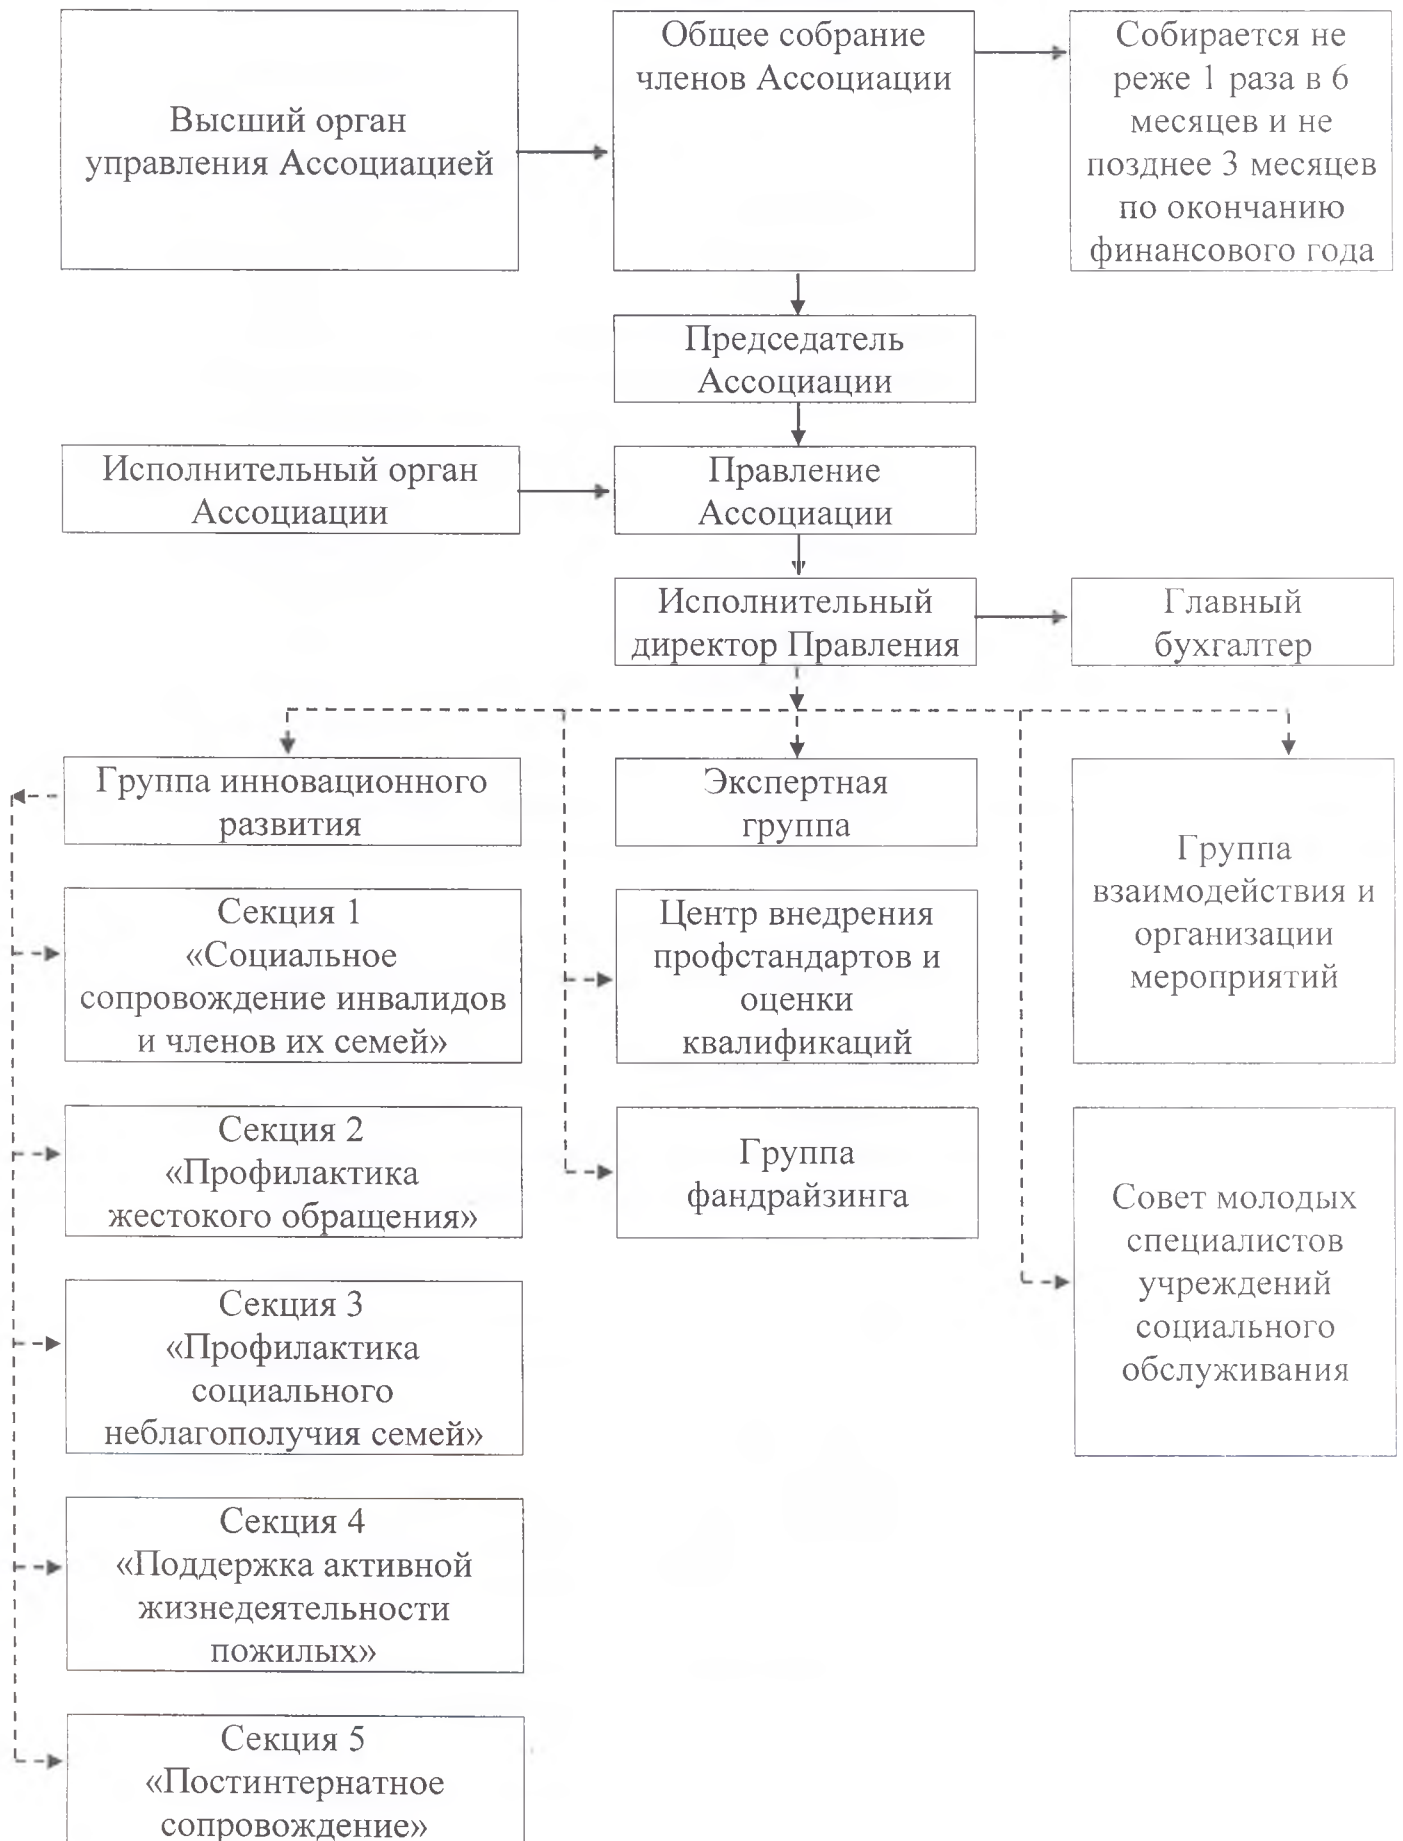 Высший орган
управления Ассоциацией
Общее собрание
членов Ассоциации
Собирается не
реже 1 раза в 6
месяцев и не
позднее 3 месяцев
по окончанию
финансового года
Председатель
Ассоциации
Исполнительный орган
Ассоциации
Правление
Ассоциации
Исполнительный
директор Правления
Главный
бухгалтер
Группа инновационного
развития
Экспертная
группа
Группа
взаимодействия и
организации
мероприятий
Секция 1
«Социальное
сопровождение инвалидов
и членов их семей»
Центр внедрения
профстандартов и
оценки
квалификаций
Секция 2
«Профилактика
жестокого обращения»
Группа
фандрайзинга
Совет молодых
специалистов
учреждений
социального
обслуживания
Секция 3
«Профилактика
социального
неблагополучия семей»
Секция 4
«Поддержка активной
жизнедеятельности
пожилых»
Секция 5
«Постинтернатное
сопровождение»